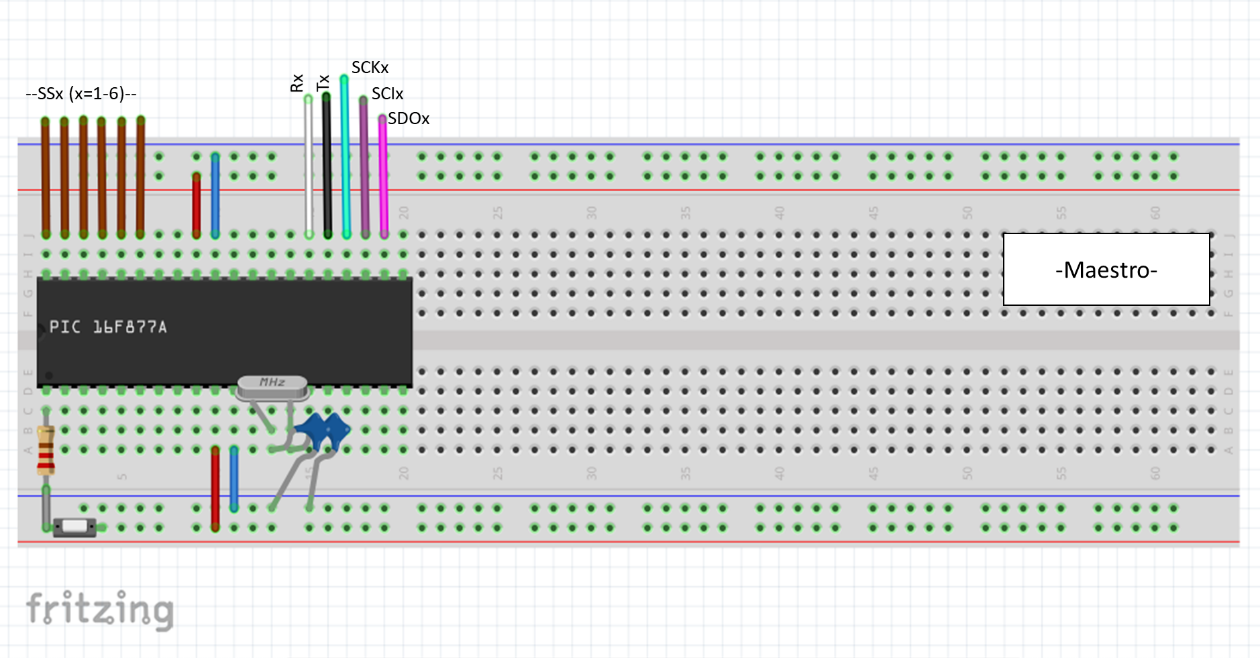 SCKx
Rx
Tx
--SSx (x=1-6)--
SCIx
SDOx
20 25 30 35 40 45 50 55 60
J J
I I
H H
G G
F F
-Maestro-
PIC 16F877A
MHz
E E
D D
C C
B B
A A
5 15 20 25 30 35 40 45 50 55 60
fritzing